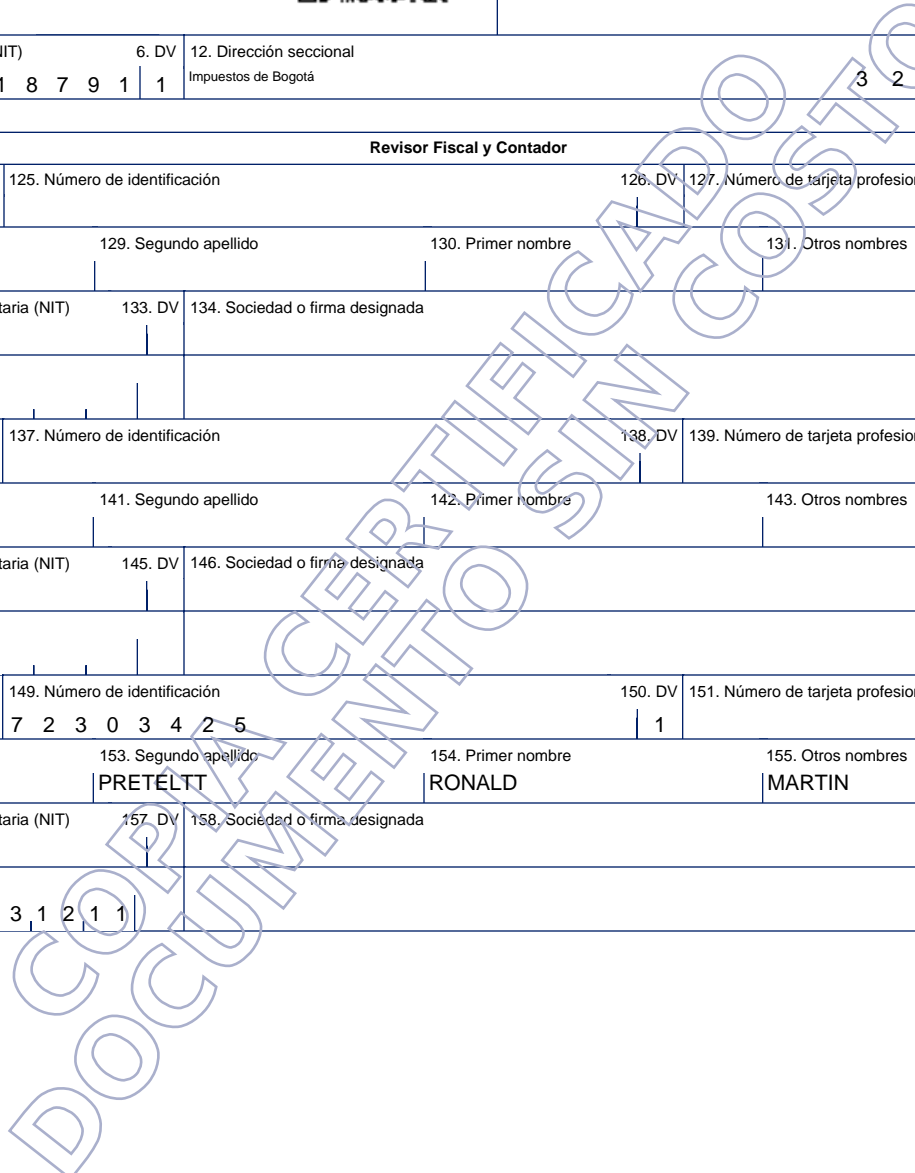 IIT) 6. DV 12. Dirección seccional
1 8 7 9 1 1 Impuestos de Bogotá 3 2
Revisor Fiscal y Contador
125. Número de identificación 126. DV 127. Número de tarjeta profesion
129. Segundo apellido 130. Primer nombre 131. Otros nombres
taria (NIT) 133. DV 134. Sociedad o firma designada
137. Número de identificación 138. DV 139. Número de tarjeta profesion
141. Segundo apellido 142. Primer nombre 143. Otros nombres
taria (NIT) 145. DV 146. Sociedad o firma designada
149. Número de identificación 150. DV 151. Número de tarjeta profesion
7 2 3 0 3 4 2 5 1
153. Segundo apellido 154. Primer nombre 155. Otros nombres
PRETELTT RONALD MARTIN
taria (NIT) 157. DV 158. Sociedad o firma designada
3 1 2 1 1
COPIA CERTIFICADO
DOCUMENTO SIN COSTO